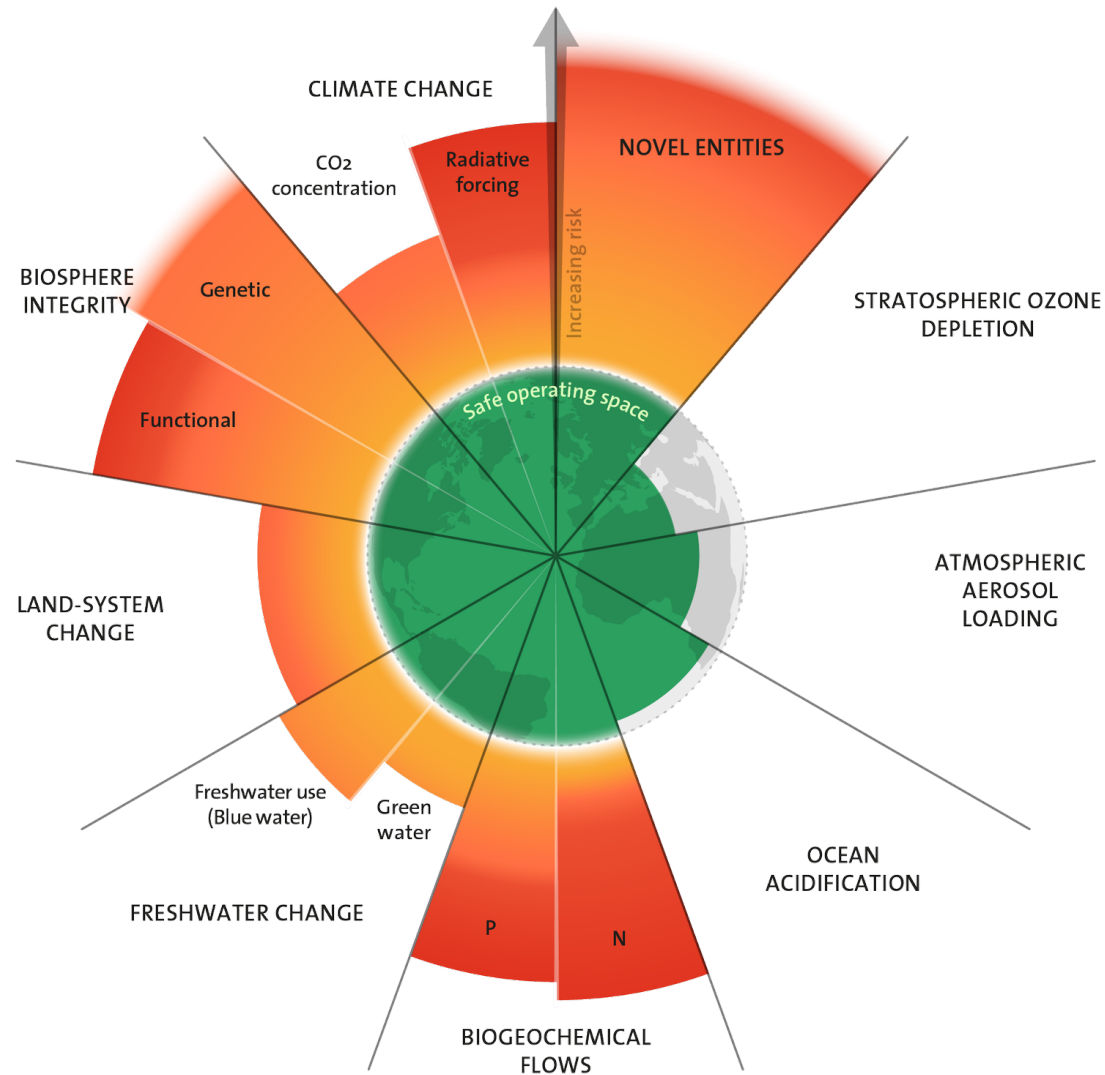 CLIMATE CHANGE
CO2
concentration
Radiative
forcing
NOVEL ENTITIES
Increasing risk
STRATOSPHERIC OZONE
DEPLETION
ATMOSPHERIC
AEROSOL
LOADING
OCEAN
ACIDIFICATION
BIOGEOCHEMICAL
FLOWS
P
N
FRESHWATER CHANGE
Freshwater use
(Blue water)
Green
water
LAND-SYSTEM
CHANGE
BIOSPHERE
INTEGRITY
Genetic
Functional
Safe operating space